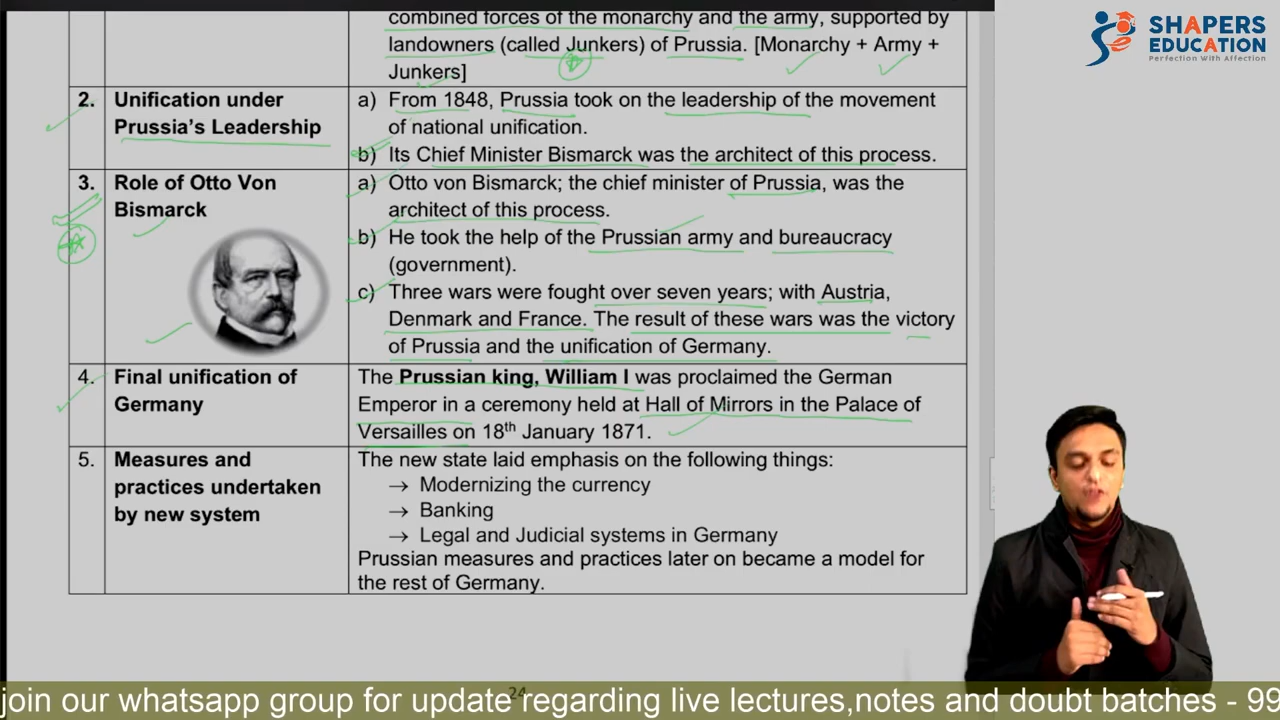 combined forces of the monarchy and the army, supported by
landowners (called Junkers) of Prussia. [Monarchy + Army +
Junkers]
SHAPERS
EDUCATION
Perfection With Affection
2. Unification under
Prussia's Leadership
a) From 1848, Prussia took on the leadership of the movement
of national unification.
b) Its Chief Minister Bismarck was the architect of this process.
3. Role of Otto Von
Bismarck
a) Otto von Bismarck; the chief minister of Prussia, was the
architect of this process.
b) He took the help of the Prussian army and bureaucracy
(government).
c) Three wars were fought over seven years; with Austria,
Denmark and France. The result of these wars was the victory
of Prussia and the unification of Germany.
4. Final unification of
Germany
The Prussian king, William I was proclaimed the German
Emperor in a ceremony held at Hall of Mirrors in the Palace of
Versailles on 18th January 1871.
5. Measures and
practices undertaken
by new system
The new state laid emphasis on the following things:
→ Modernizing the currency
→ Banking
→ Legal and Judicial systems in Germany
Prussian measures and practices later on became a model for
the rest of Germany.
24
join our whatsapp group for update regarding live lectures,notes and doubt batches - 99